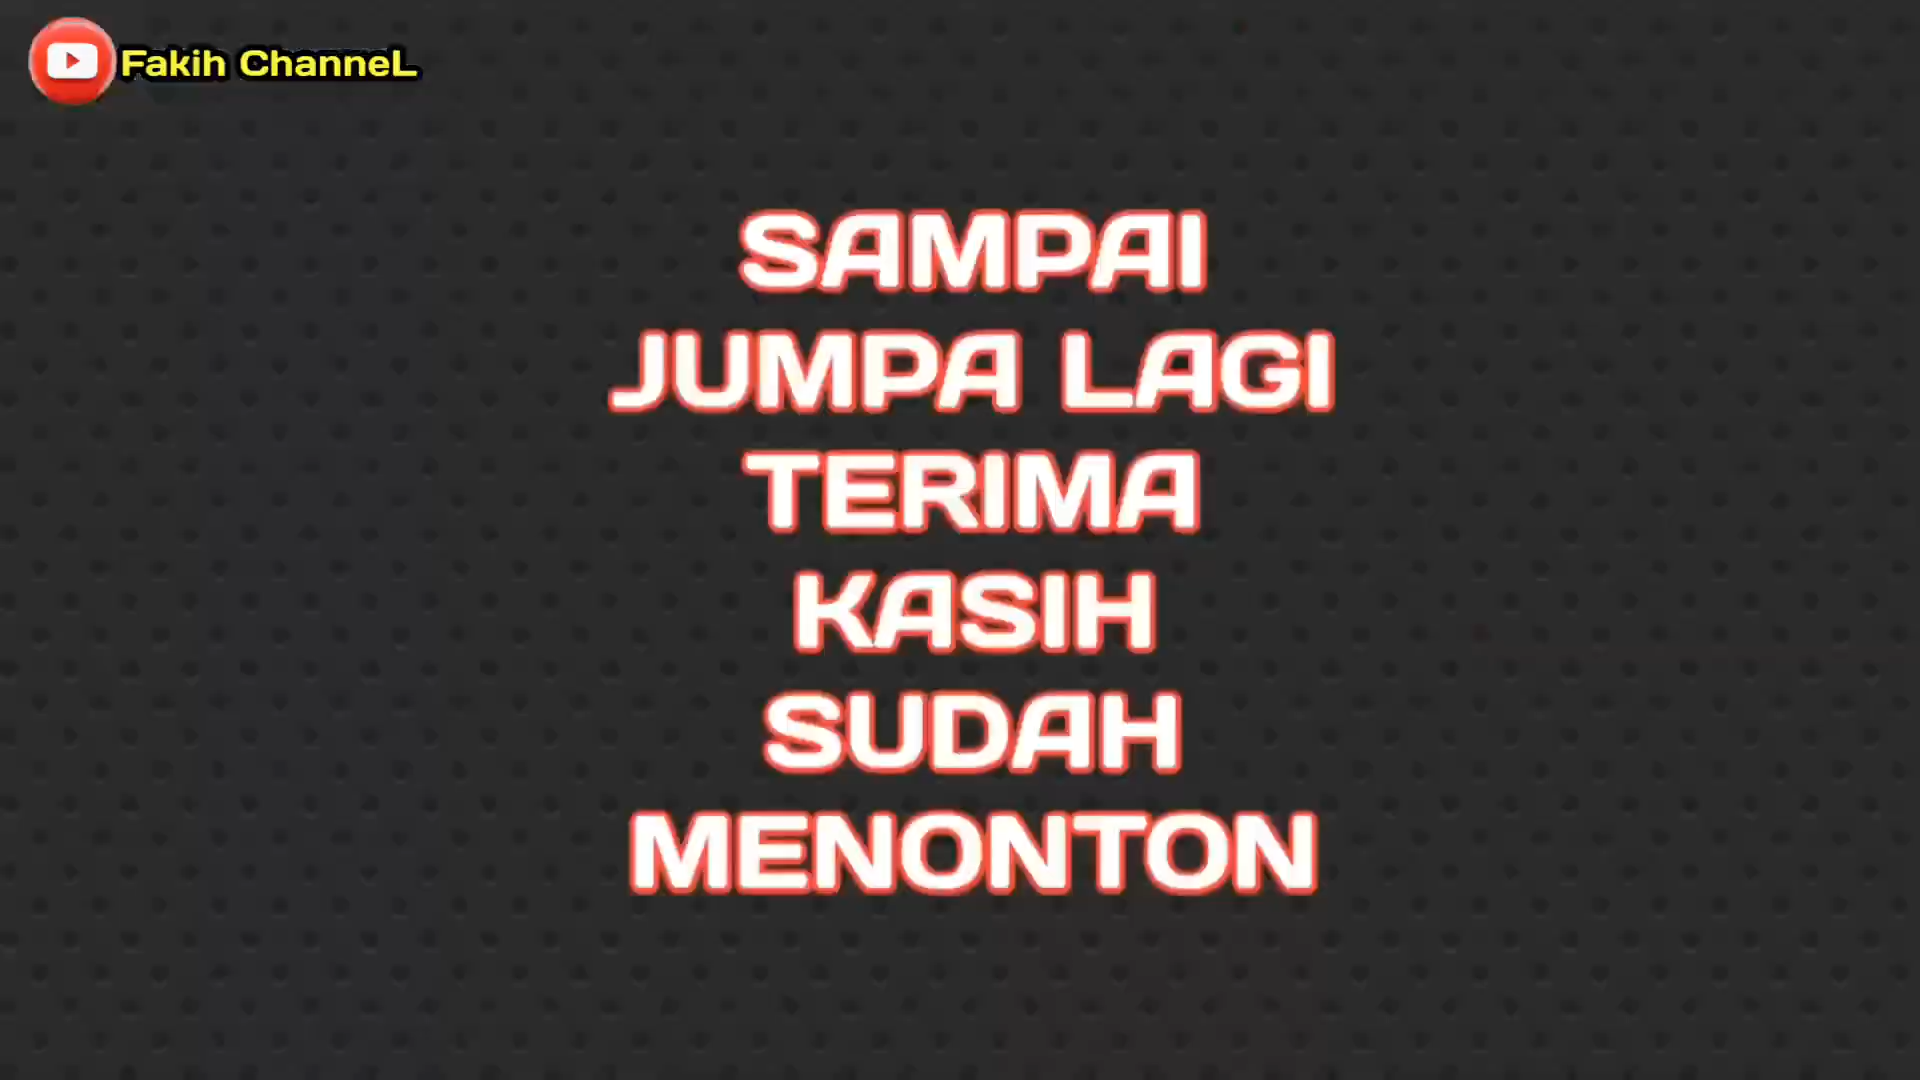 Fakih ChanneL
SAMPAI
JUMPA LAGI
TERIMA
KASIH
SUDAH
MENONTON